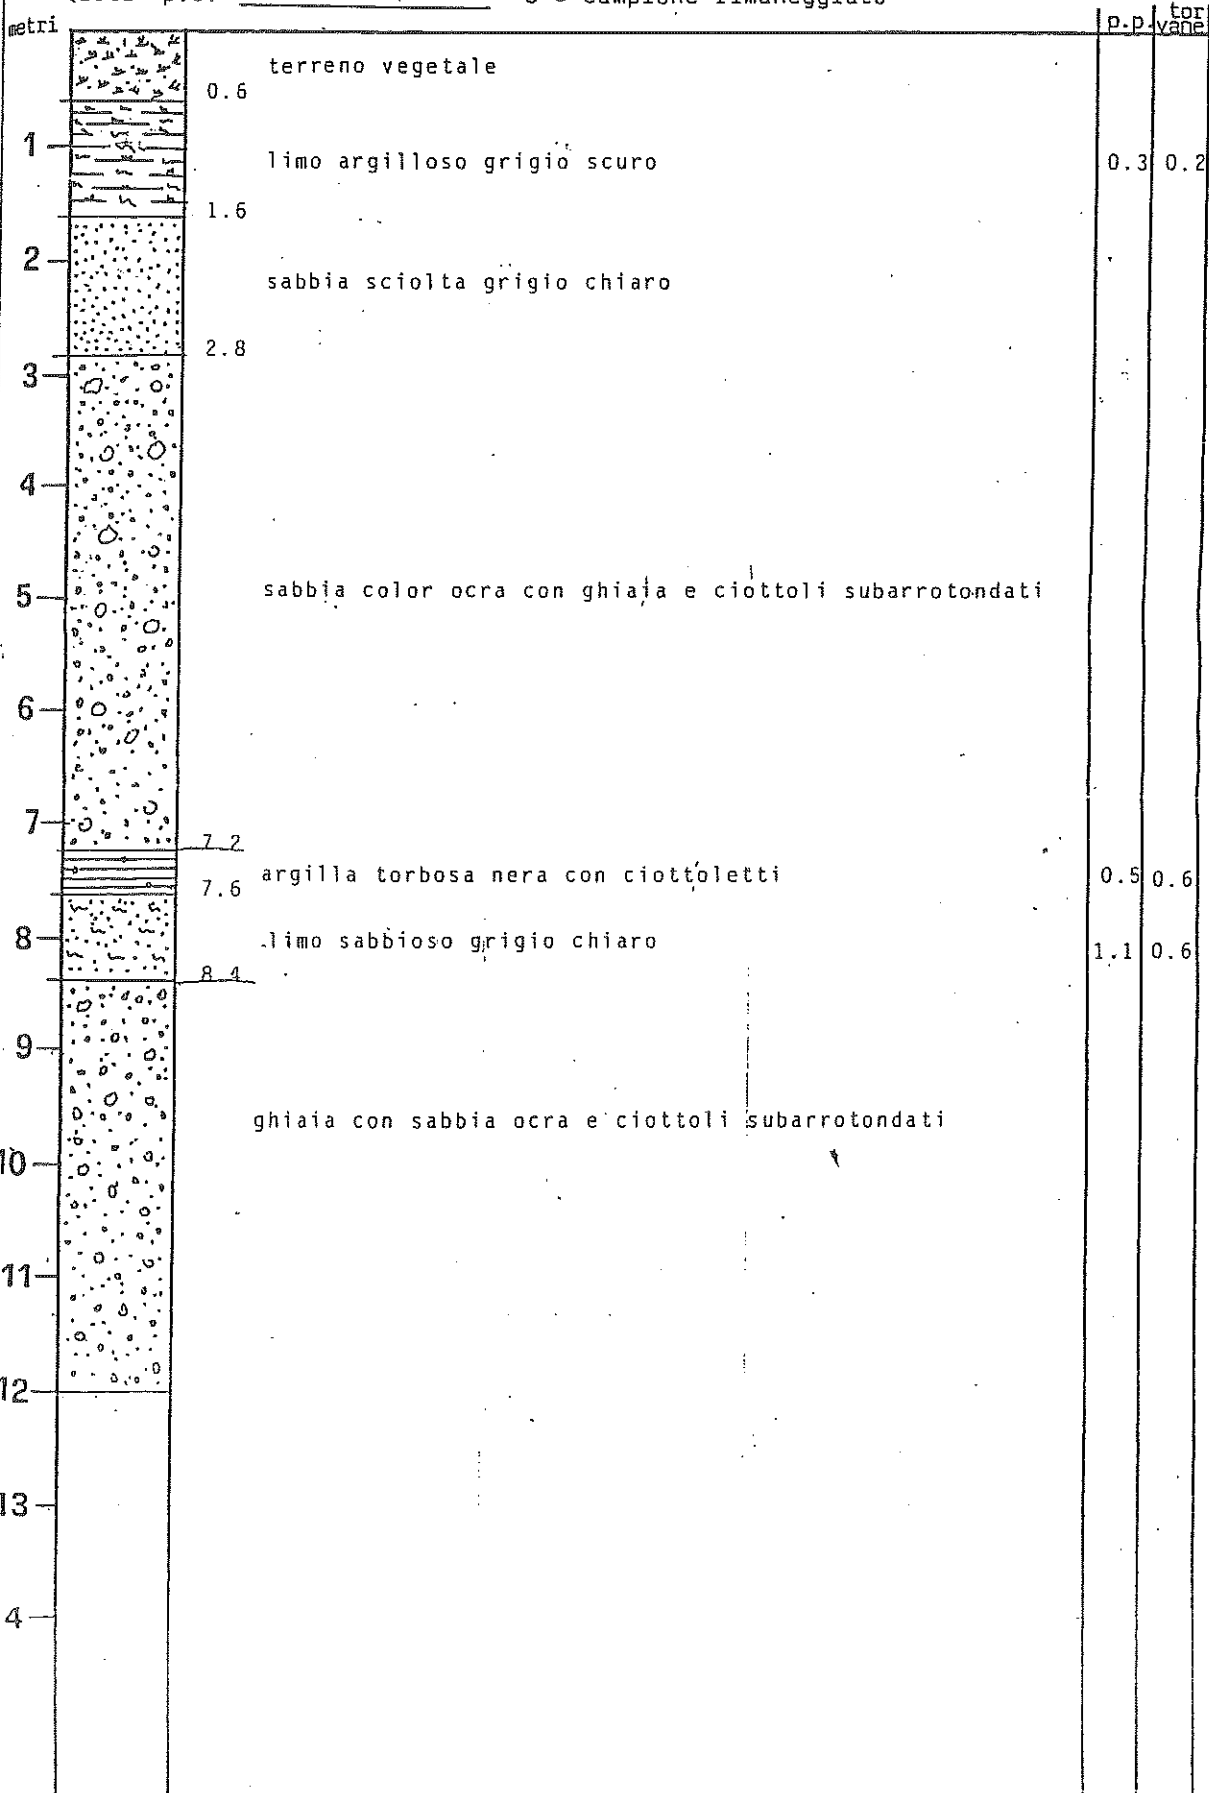 campione rimaneggiato
metri p.p. tor vane
terreno vegetale
0.6
1 limo argilloso grigio scuro 0.3 0.2
1.6
2
sabbia sciolta grigio chiaro
2.8
3
4
5 sabbia color ocra con ghiaia e ciottoli subarrotondati
6
7
7.2
argilla torbosa nera con ciottoletti 0.5 0.6
7.6
8 limo sabbioso grigio chiaro 1.1 0.6
8.4
9
ghiaia con sabbia ocra e ciottoli subarrotondati
10
11
12
13
4